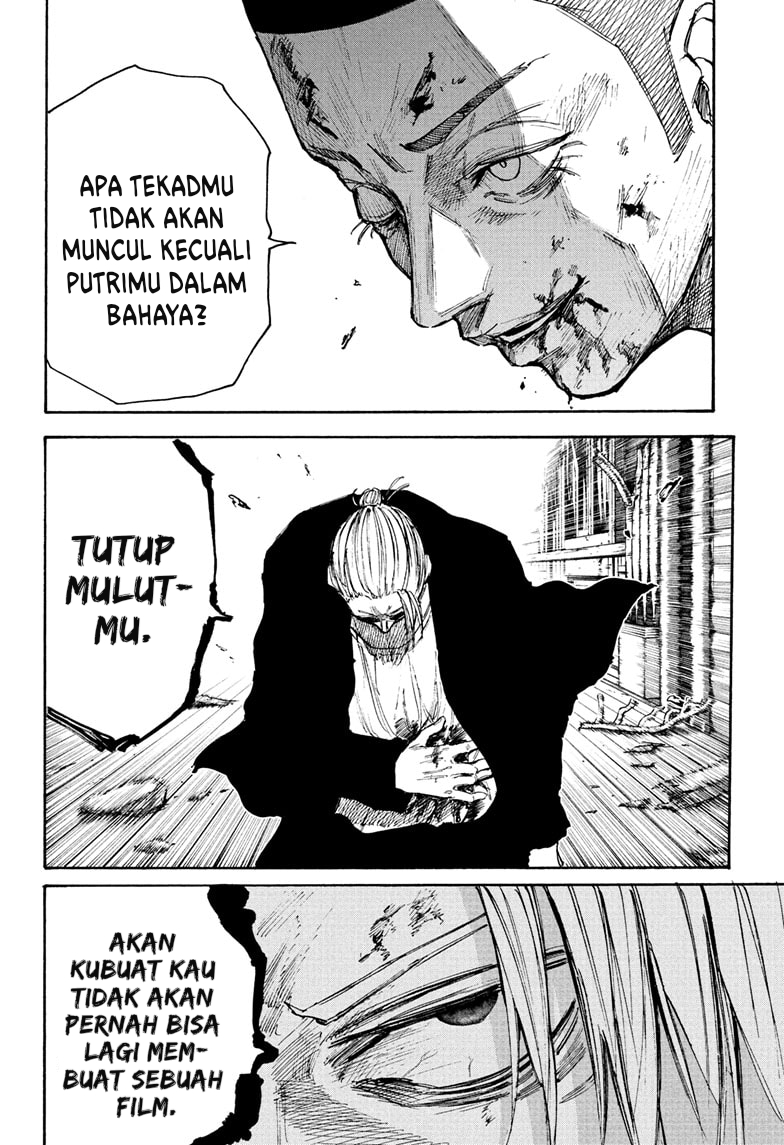 APA TEKADMU
TIDAK AKAN
MUNCUL KECUALI
PUTRIMU DALAM
BAHAYA?
TUTUP
MULUT-
MU.
AKAN
KUBUAT KAU
TIDAK AKAN
PERNAH BISA
LAGI MEM-
BUAT SEBUAH
FILM.